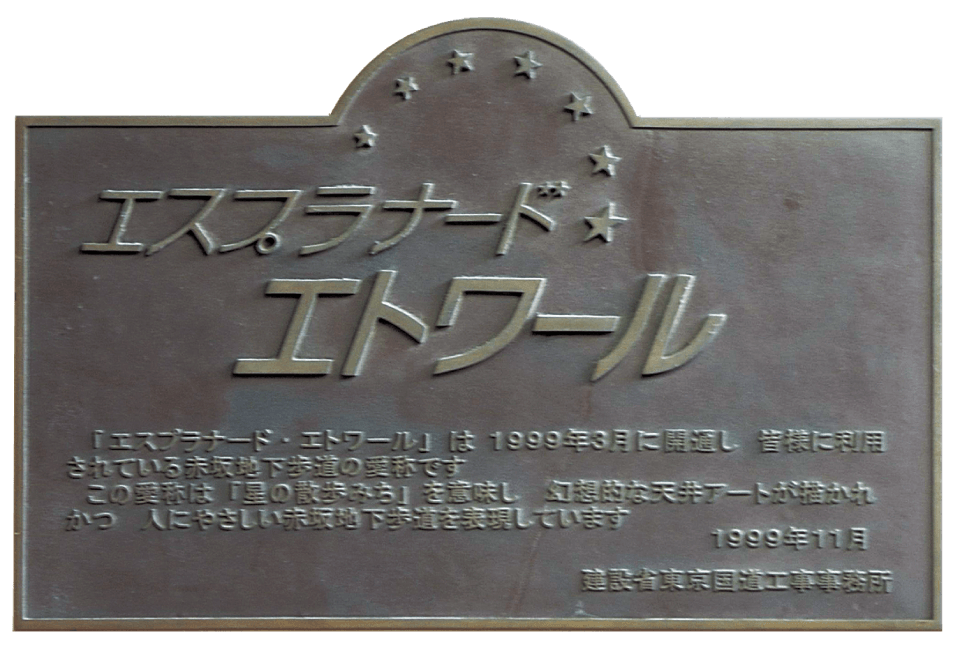 エスプラナード
エトワール
「エスプラナード・エトワール」は 1999年3月に開通し 皆様に利用
されている赤坂地下歩道の愛称です
この愛称は「星の散歩みち」を意味し 幻想的な天井アートが描かれ
かつ 人にやさしい赤坂地下歩道を表現しています
1999年11月
建設省東京国道工事事務所